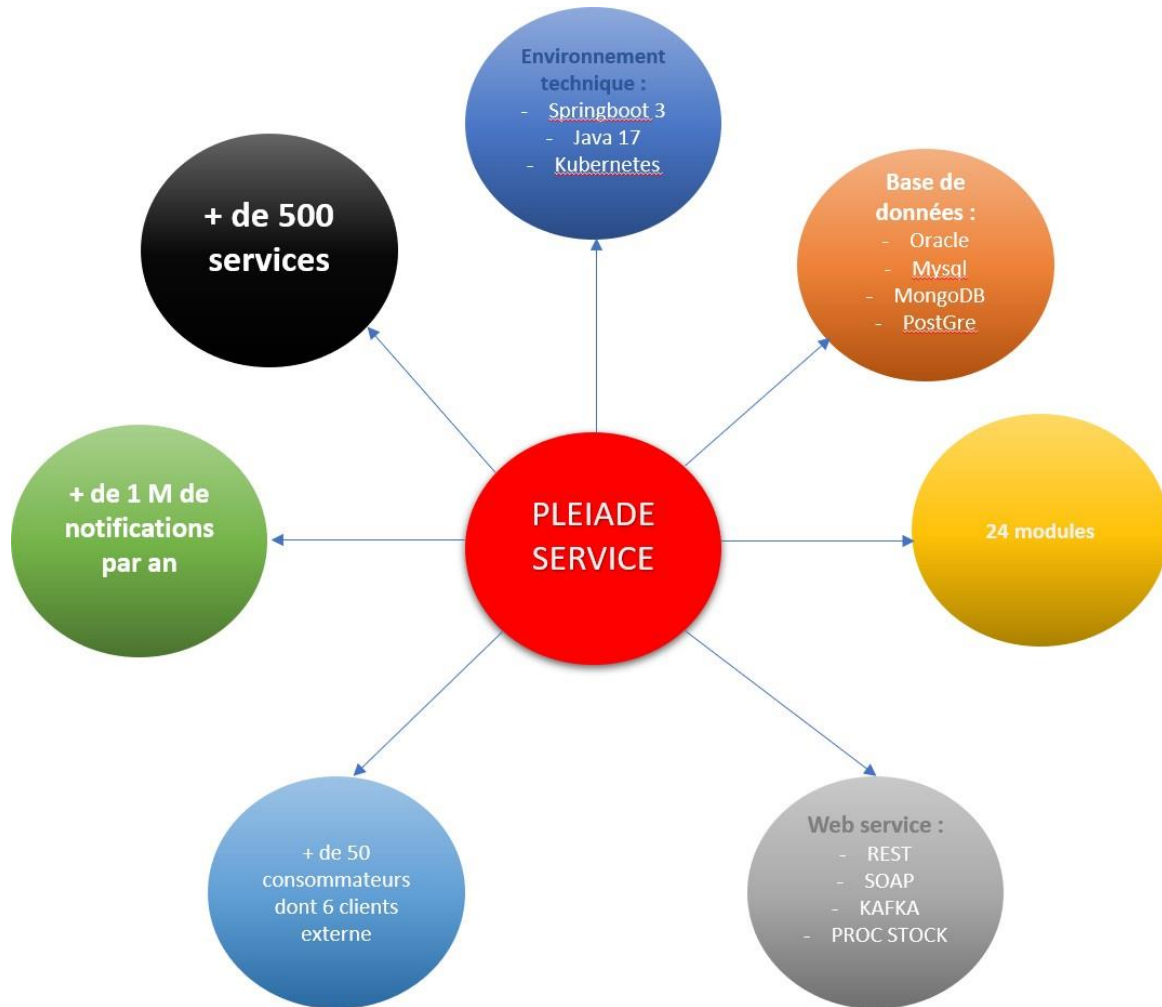 Environnement
technique :
- Springboot 3
- Java 17
- Kubernetes
+ de 500
services
Base de
données :
- Oracle
- Mysql
- MongoDB
- PostGre
+ de 1 M de
notifications
par an
PLEIADE
SERVICE
24 modules
+ de 50
consommateurs
dont 6 clients
externe
Web service :
- REST
- SOAP
- KAFKA
- PROC STOCK